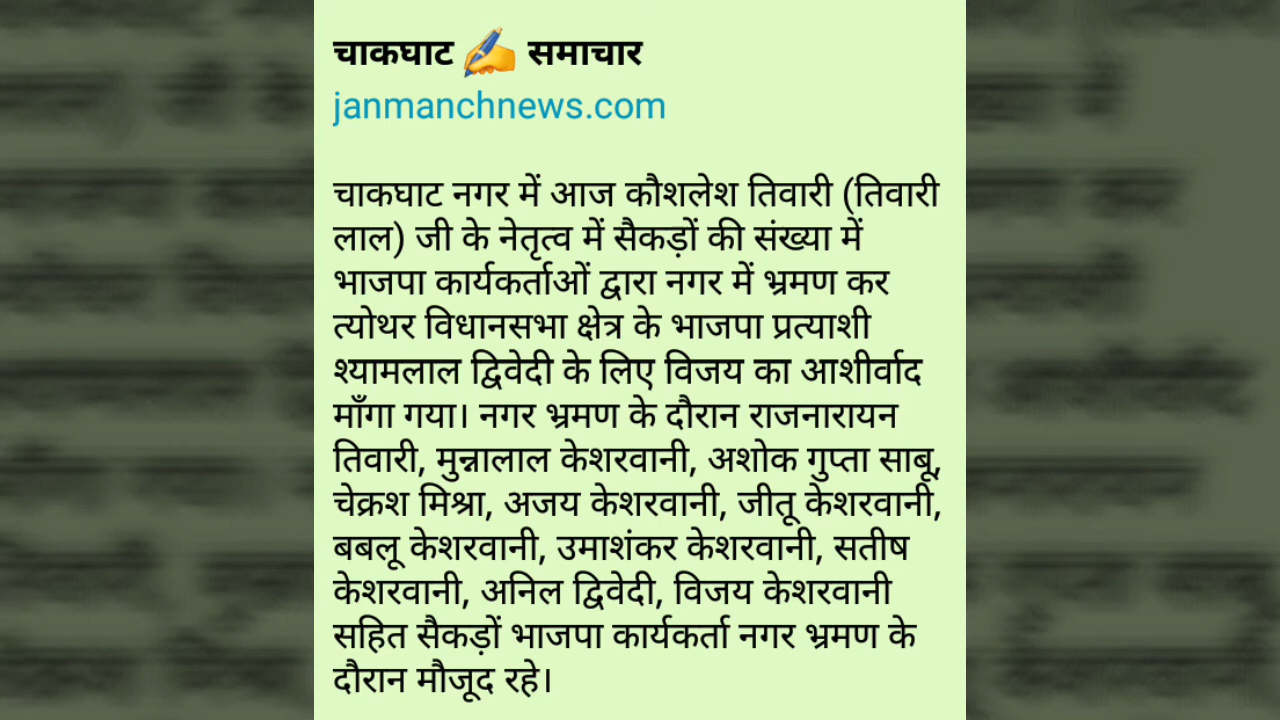 चाकघाट ✍️ समाचार
janmanchnews.com
चाकघाट नगर में आज कौशलेश तिवारी (तिवारी
लाल) जी के नेतृत्व में सैकड़ों की संख्या में
भाजपा कार्यकर्ताओं द्वारा नगर में भ्रमण कर
त्योथर विधानसभा क्षेत्र के भाजपा प्रत्याशी
श्यामलाल द्विवेदी के लिए विजय का आशीर्वाद
माँगा गया। नगर भ्रमण के दौरान राजनारायन
तिवारी, मुन्नालाल केशरवानी, अशोक गुप्ता साबू,
चेक्रश मिश्रा, अजय केशरवानी, जीतू केशरवानी,
बबलू केशरवानी, उमाशंकर केशरवानी, सतीष
केशरवानी, अनिल द्विवेदी, विजय केशरवानी
सहित सैकड़ों भाजपा कार्यकर्ता नगर भ्रमण के
दौरान मौजूद रहे।